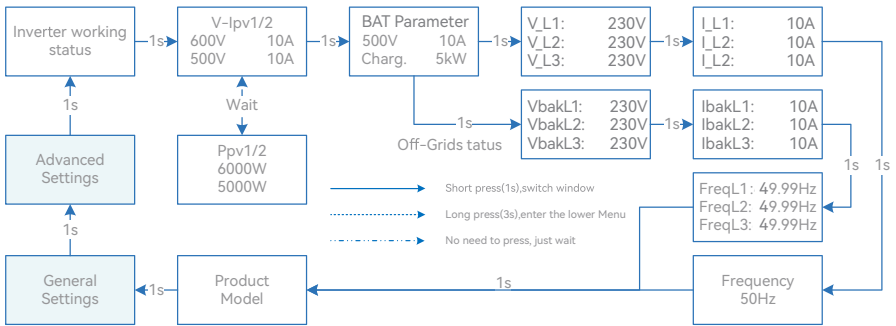 Inverter working
status
1s
V-Ipv1/2
600V 10A
500V 10A
1s
BAT Parameter
500V 10A
Charg. 5kW
1s
V_L1: 230V
V_L2: 230V
V_L3: 230V
1s
I_L1: 10A
I_L2: 10A
I_L2: 10A
1s
Wait
1s
Off-Grids tatus
VbakL1: 230V
VbakL2: 230V
VbakL3: 230V
1s
IbakL1: 10A
IbakL2: 10A
IbakL3: 10A
1s
1s
Advanced
Settings
Ppv1/2
6000W
5000W
Short press(1s),switch window
Long press(3s),enter the lower Menu
No need to press, just wait
FreqL1: 49.99Hz
FreqL2: 49.99Hz
FreqL3: 49.99Hz
1s
General
Settings
1s
Product
Model
1s
Frequency
50Hz